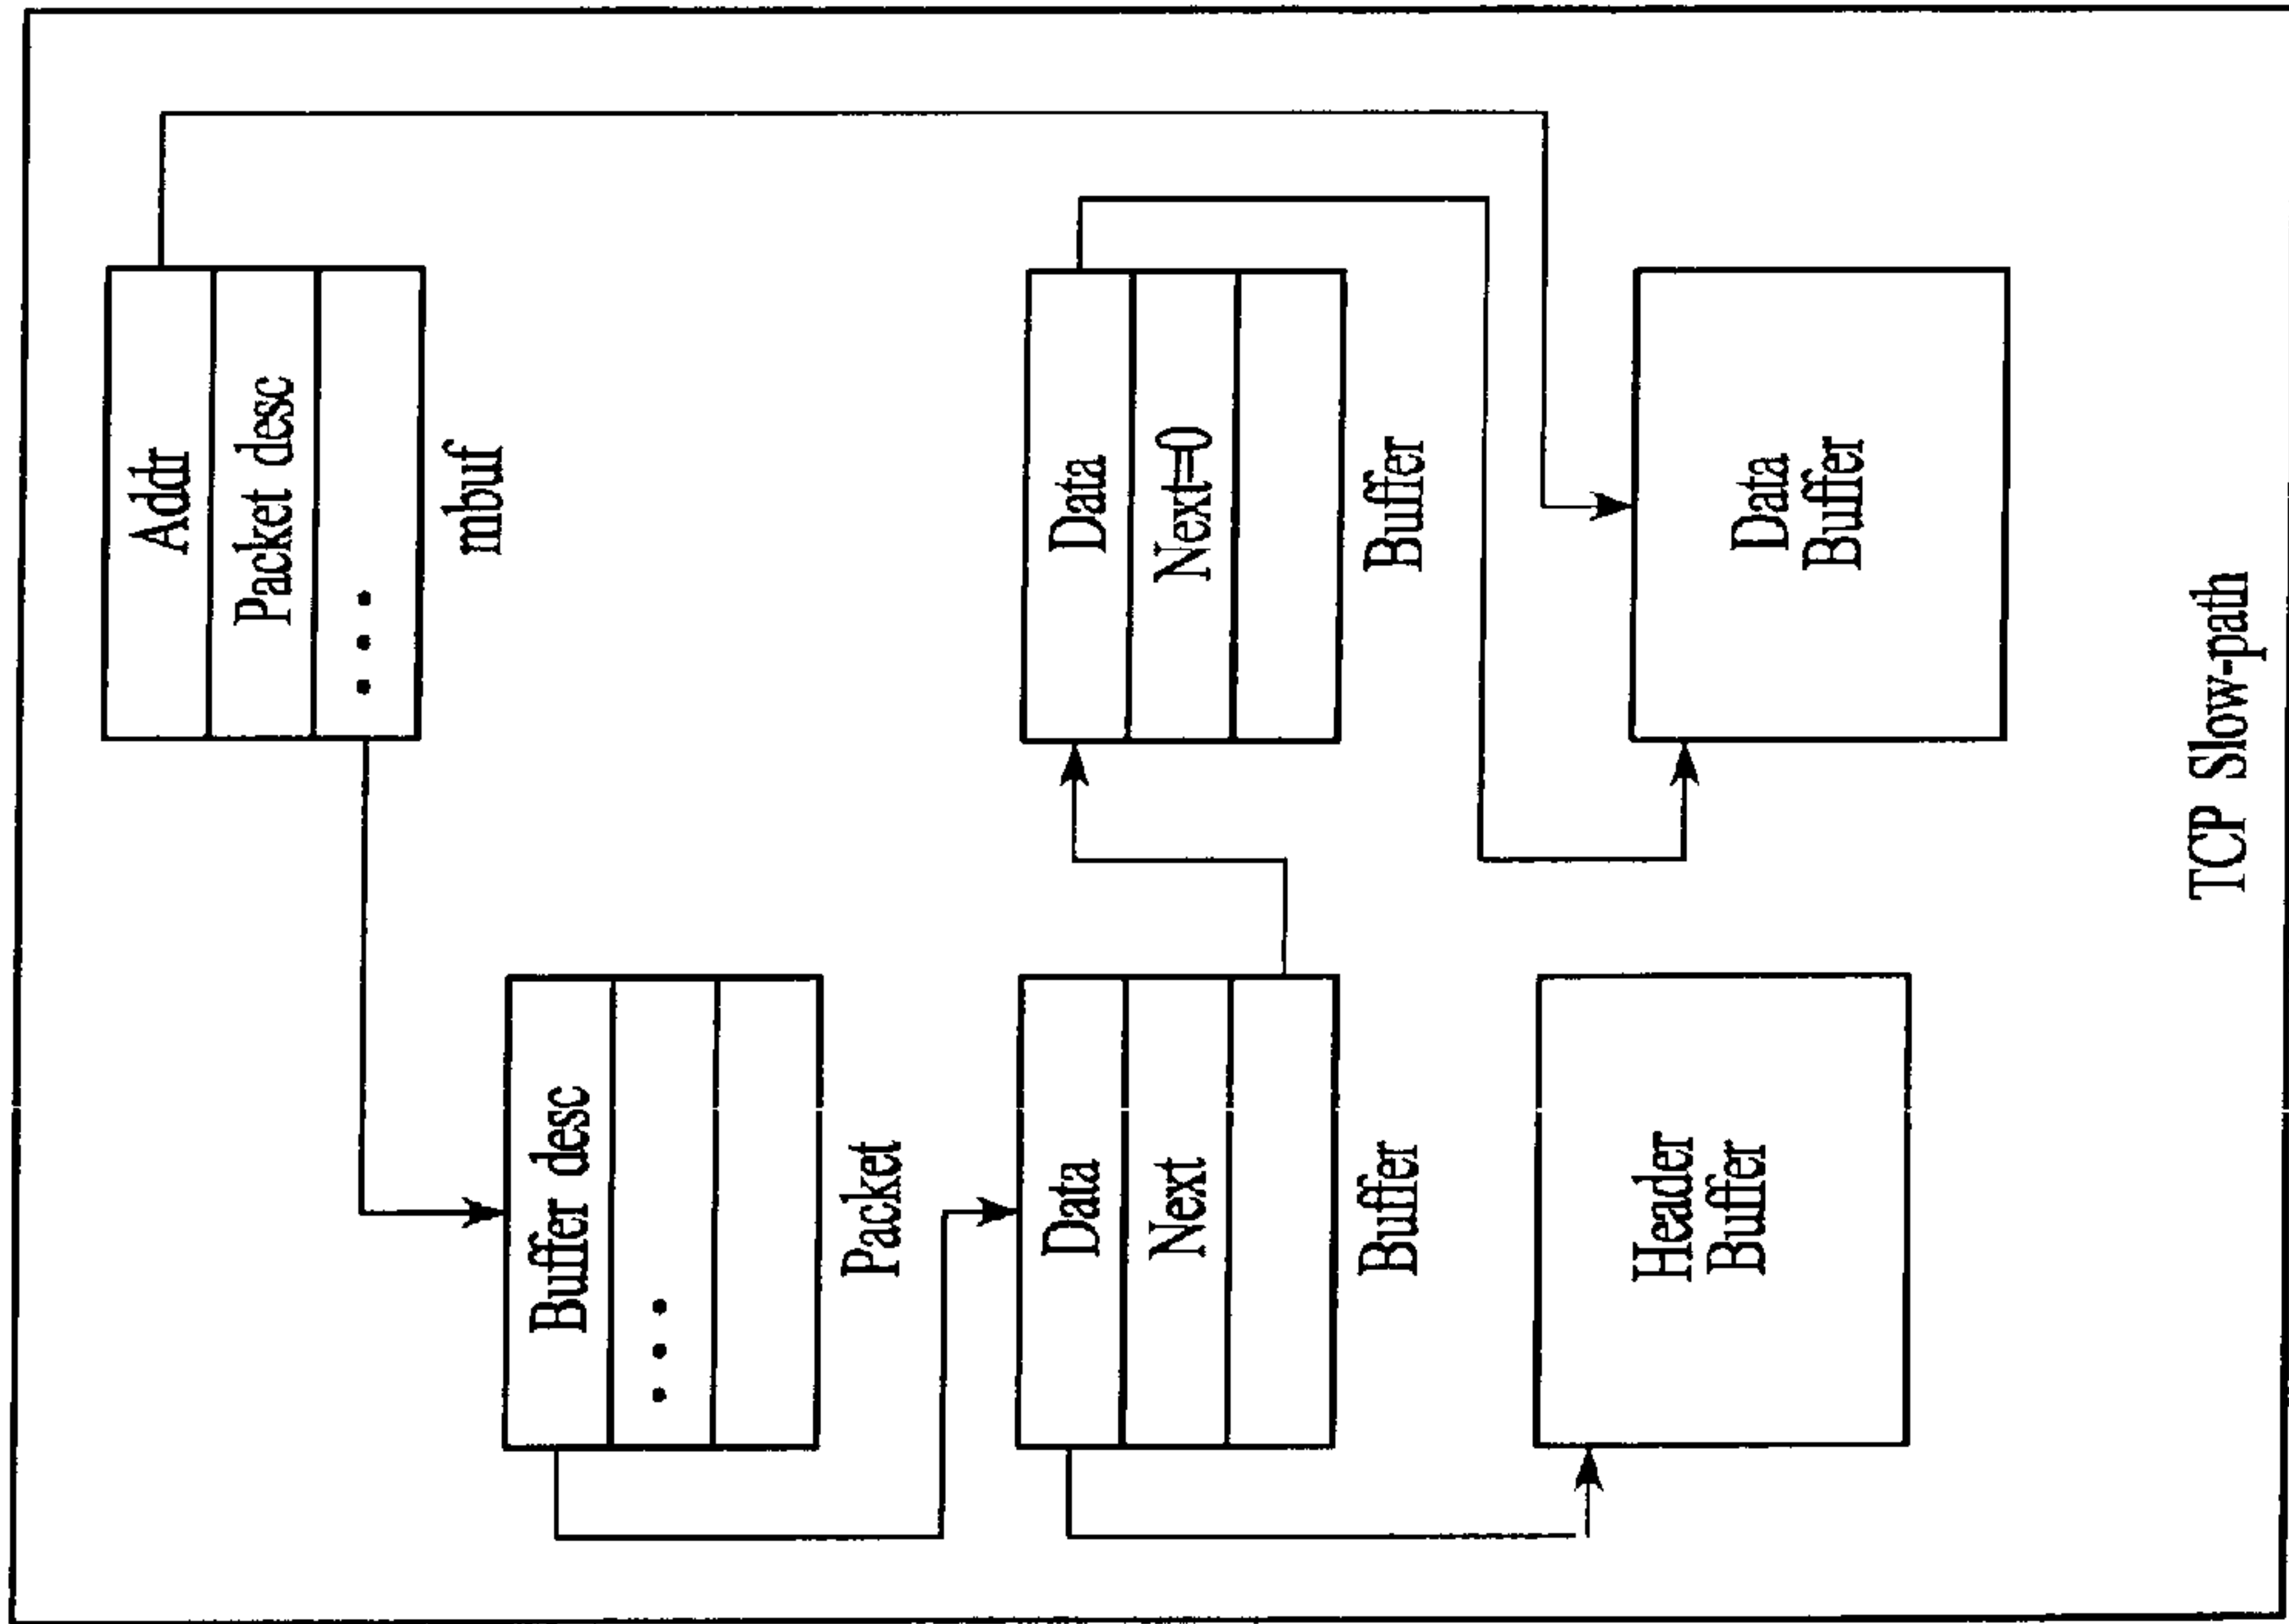 Addr
Packet desc
• • •
mbuf
Buffer desc
• • •
Packet
Data
Next
Buffer
Data
Next=0
Buffer
Header
Buffer
Data
Buffer
TCP Slow-path